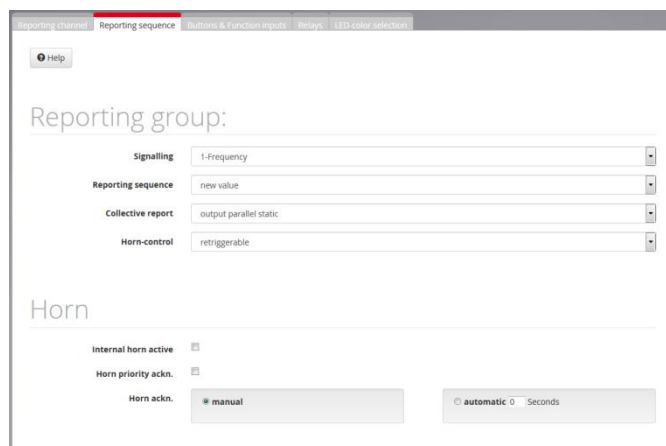 Reporting channel Reporting sequence Buttons & Function inputs Relays LED-color selection
Help
Reporting group:
Signalling 1-Frequency
Reporting sequence new value
Collective report output parallel static
Horn-control retriggerable
Horn
Internal horn active
Horn priority ackn.
Horn ackn. manual automatic 0 Seconds